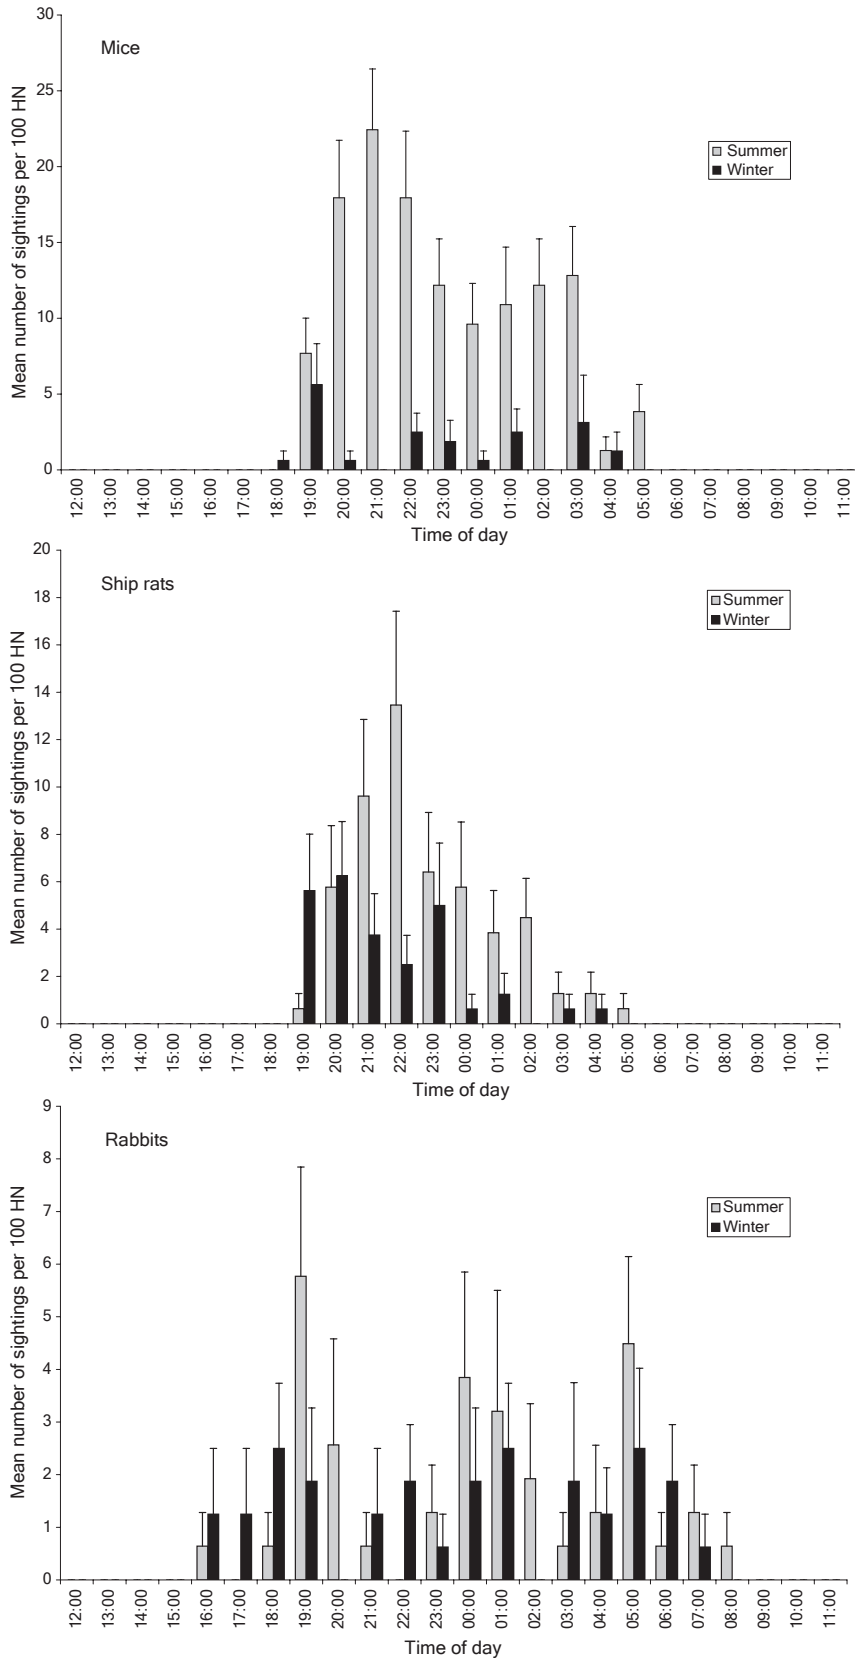 Mice
Mean number of sightings per 100 HN
30
25
20
15
10
5
0
Summer
Winter
12:00 13:00 14:00 15:00 16:00 17:00 18:00 19:00 20:00 21:00 22:00 23:00 00:00 01:00 02:00 03:00 04:00 05:00 06:00 07:00 08:00 09:00 10:00 11:00
Time of day
Ship rats
Mean number of sightings per 100 HN
20
18
16
14
12
10
8
6
4
2
0
Summer
Winter
12:00 13:00 14:00 15:00 16:00 17:00 18:00 19:00 20:00 21:00 22:00 23:00 00:00 01:00 02:00 03:00 04:00 05:00 06:00 07:00 08:00 09:00 10:00 11:00
Time of day
Rabbits
Mean number of sightings per 100 HN
9
8
7
6
5
4
3
2
1
0
Summer
Winter
12:00 13:00 14:00 15:00 16:00 17:00 18:00 19:00 20:00 21:00 22:00 23:00 00:00 01:00 02:00 03:00 04:00 05:00 06:00 07:00 08:00 09:00 10:00 11:00
Time of day